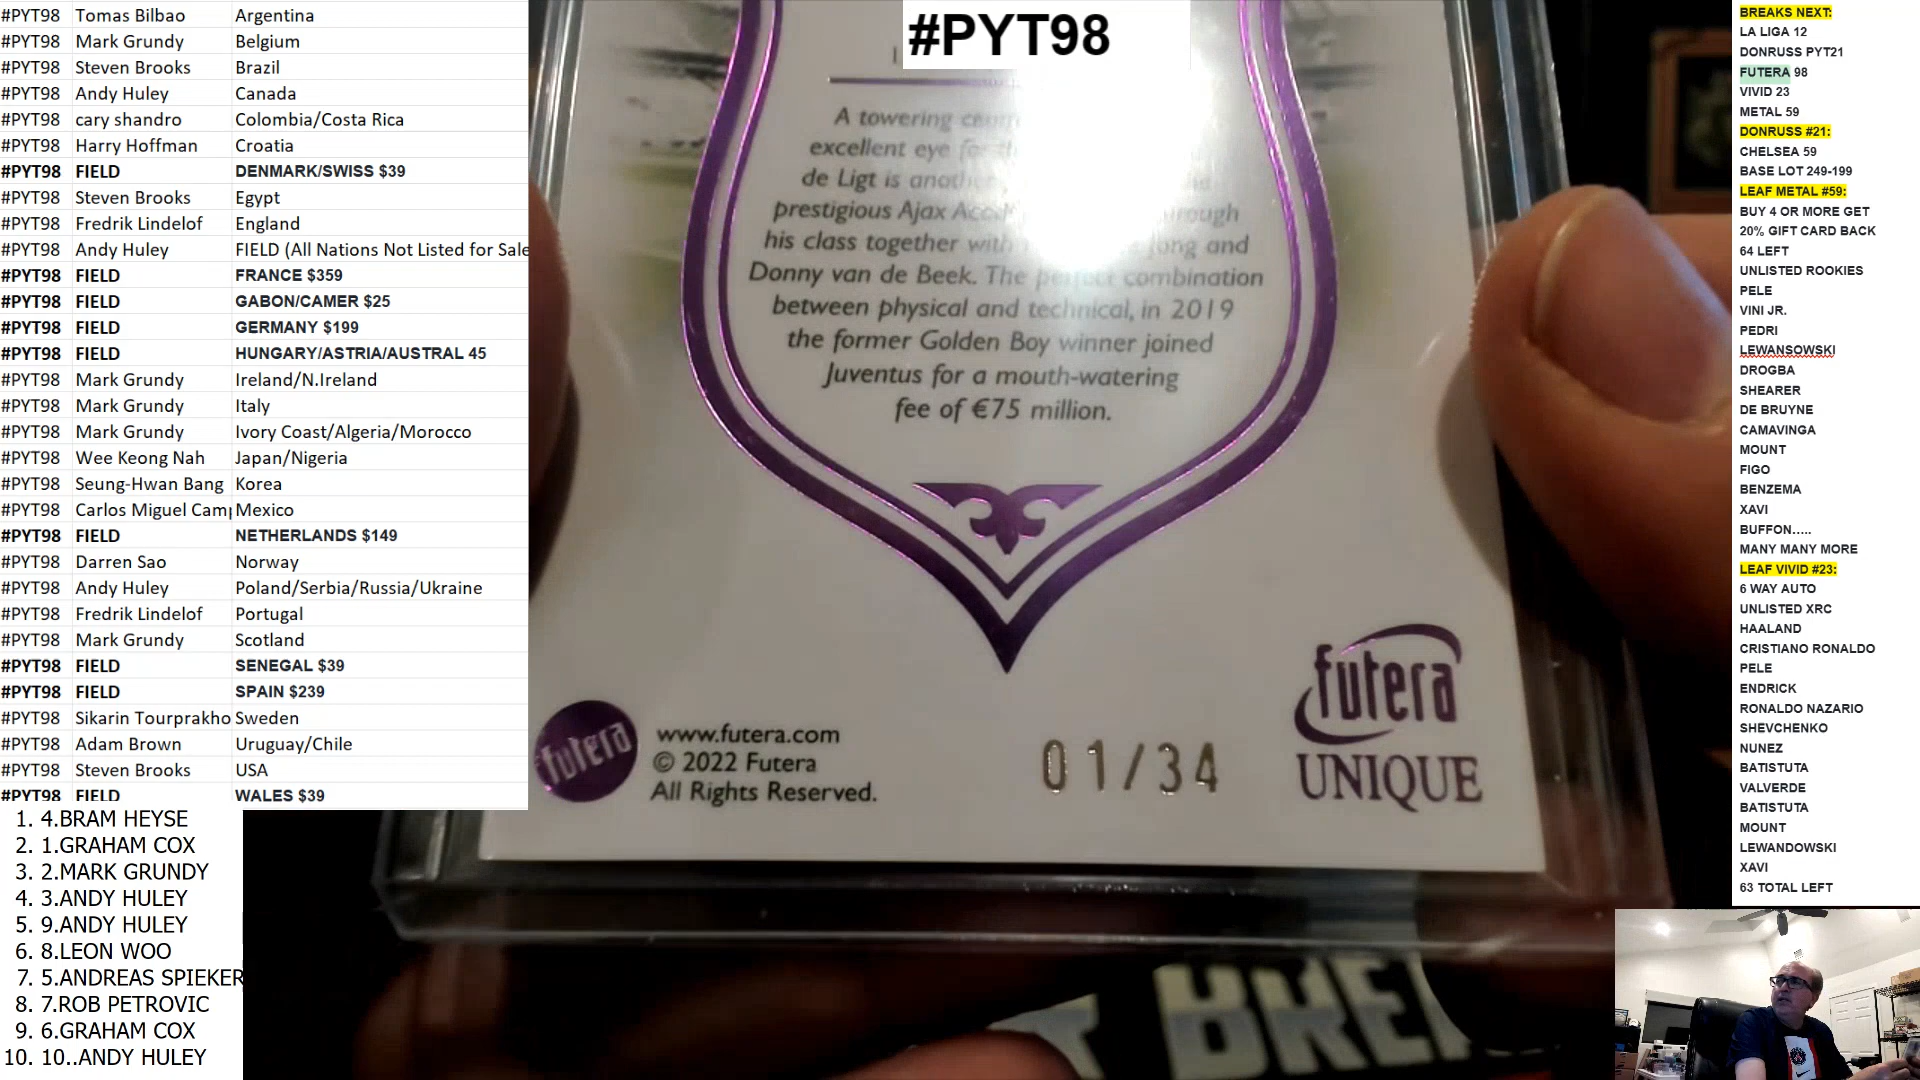 #PYT98 Tomas Bilbao Argentina
#PYT98 Mark Grundy Belgium
#PYT98 Steven Brooks Brazil
#PYT98 Andy Huley Canada
#PYT98 cary shandro Colombia/Costa Rica
#PYT98 Harry Hoffman Croatia
#PYT98 FIELD DENMARK/SWISS $39
#PYT98 Steven Brooks Egypt
#PYT98 Fredrik Lindelof England
#PYT98 Andy Huley FIELD (All Nations Not Listed for Sale
#PYT98 FIELD FRANCE $359
#PYT98 FIELD GABON/CAMER $25
#PYT98 FIELD GERMANY $199
#PYT98 FIELD HUNGARY/ASTRIA/AUSTRAL 45
#PYT98 Mark Grundy Ireland/N.Ireland
#PYT98 Mark Grundy Italy
#PYT98 Mark Grundy Ivory Coast/Algeria/Morocco
#PYT98 Wee Keong Nah Japan/Nigeria
#PYT98 Seung-Hwan Bang Korea
#PYT98 Carlos Miguel Camp Mexico
#PYT98 FIELD NETHERLANDS $149
#PYT98 Darren Sao Norway
#PYT98 Andy Huley Poland/Serbia/Russia/Ukraine
#PYT98 Fredrik Lindelof Portugal
#PYT98 Mark Grundy Scotland
#PYT98 FIELD SENEGAL $39
#PYT98 FIELD SPAIN $239
#PYT98 Sikarin Tourprakho Sweden
#PYT98 Adam Brown Uruguay/Chile
#PYT98 Steven Brooks USA
#PYT98 FIELD WALES $39
1. 4.BRAM HEYSE
2. 1.GRAHAM COX
3. 2.MARK GRUNDY
4. 3.ANDY HULEY
5. 9.ANDY HULEY
6. 8.LEON WOO
7. 5.ANDREAS SPIEKER
8. 7.ROB PETROVIC
9. 6.GRAHAM COX
10. 10..ANDY HULEY
#PYT98
A towering
excellent eye
de Ligt is
prestigious Ajax
his class together with and
Donny van de Beek. The perfect combination
between physical and technical, in 2019
the former Golden Boy winner joined
Juventus for a mouth-watering
fee of €75 million.
futera
www.futera.com
© 2022 Futera
All Rights Reserved.
01/34
futera
UNIQUE
BREAKS NEXT:
LA LIGA 12
DONRUSS PYT21
FUTERA 98
VIVID 23
METAL 59
DONRUSS #21:
CHELSEA 59
BASE LOT 249-199
LEAF METAL #59:
BUY 4 OR MORE GET
20% GIFT CARD BACK
64 LEFT
UNLISTED ROOKIES
PELE
VINI JR.
PEDRI
LEWANSOWSKI
DROGBA
SHEARER
DE BRUYNE
CAMAVINGA
MOUNT
FIGO
BENZEMA
XAVI
BUFFON.....
MANY MANY MORE
LEAF VIVID #23:
6 WAY AUTO
UNLISTED XRC
HAALAND
CRISTIANO RONALDO
PELE
ENDRICK
RONALDO NAZARIO
SHEVCHENKO
NUNEZ
BATISTUTA
VALVERDE
BATISTUTA
MOUNT
LEWANDOWSKI
XAVI
63 TOTAL LEFT